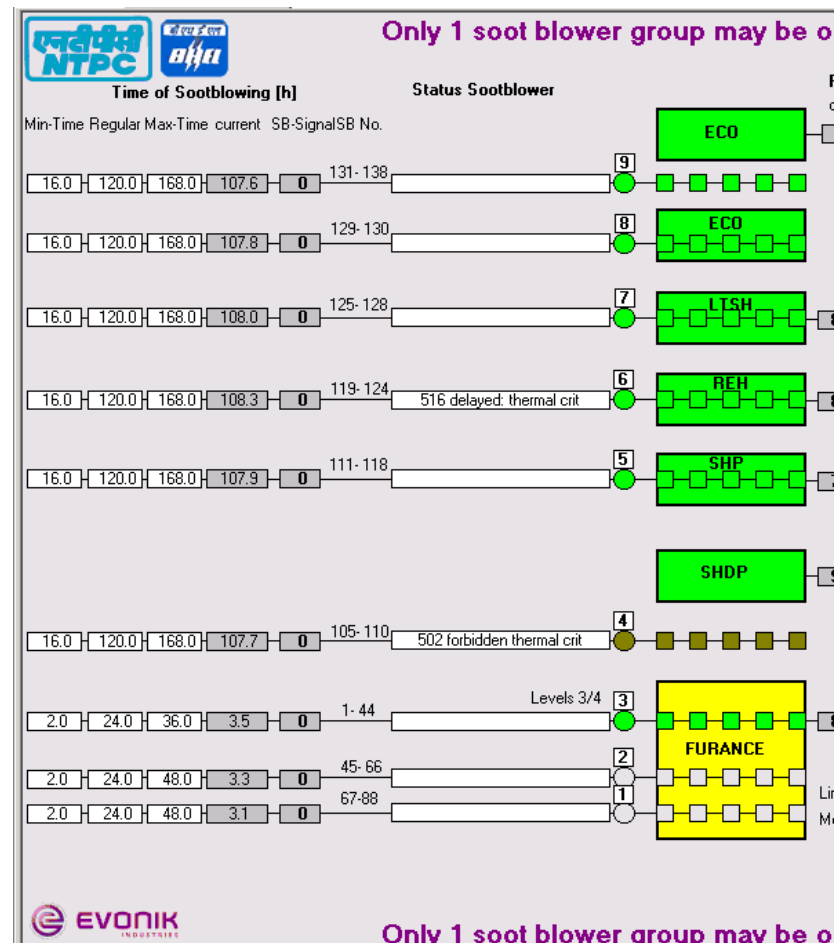 एनटीपीसी
NTPC
बी एच ई एल
Only 1 soot blower group may be o
Time of Sootblowing [h]
Status Sootblower
Min-Time Regular Max-Time current SB-Signal SB No.
ECO
9
16.0 120.0 168.0 107.6 0 131-138
8
ECO
16.0 120.0 168.0 107.8 0 129-130
7
LTSH
16.0 120.0 168.0 108.0 0 125-128
6
REH
16.0 120.0 168.0 108.3 0 119-124 516 delayed: thermal crit
5
SHP
16.0 120.0 168.0 107.9 0 111-118
SHDP
4
16.0 120.0 168.0 107.7 0 105-110 502 forbidden thermal crit
Levels 3/4 3
2.0 24.0 36.0 3.5 0 1-44
FURANCE
2
2.0 24.0 48.0 3.3 0 45-66
1
2.0 24.0 48.0 3.1 0 67-88
EVONIK
INDUSTRIES
Only 1 soot blower group may be o